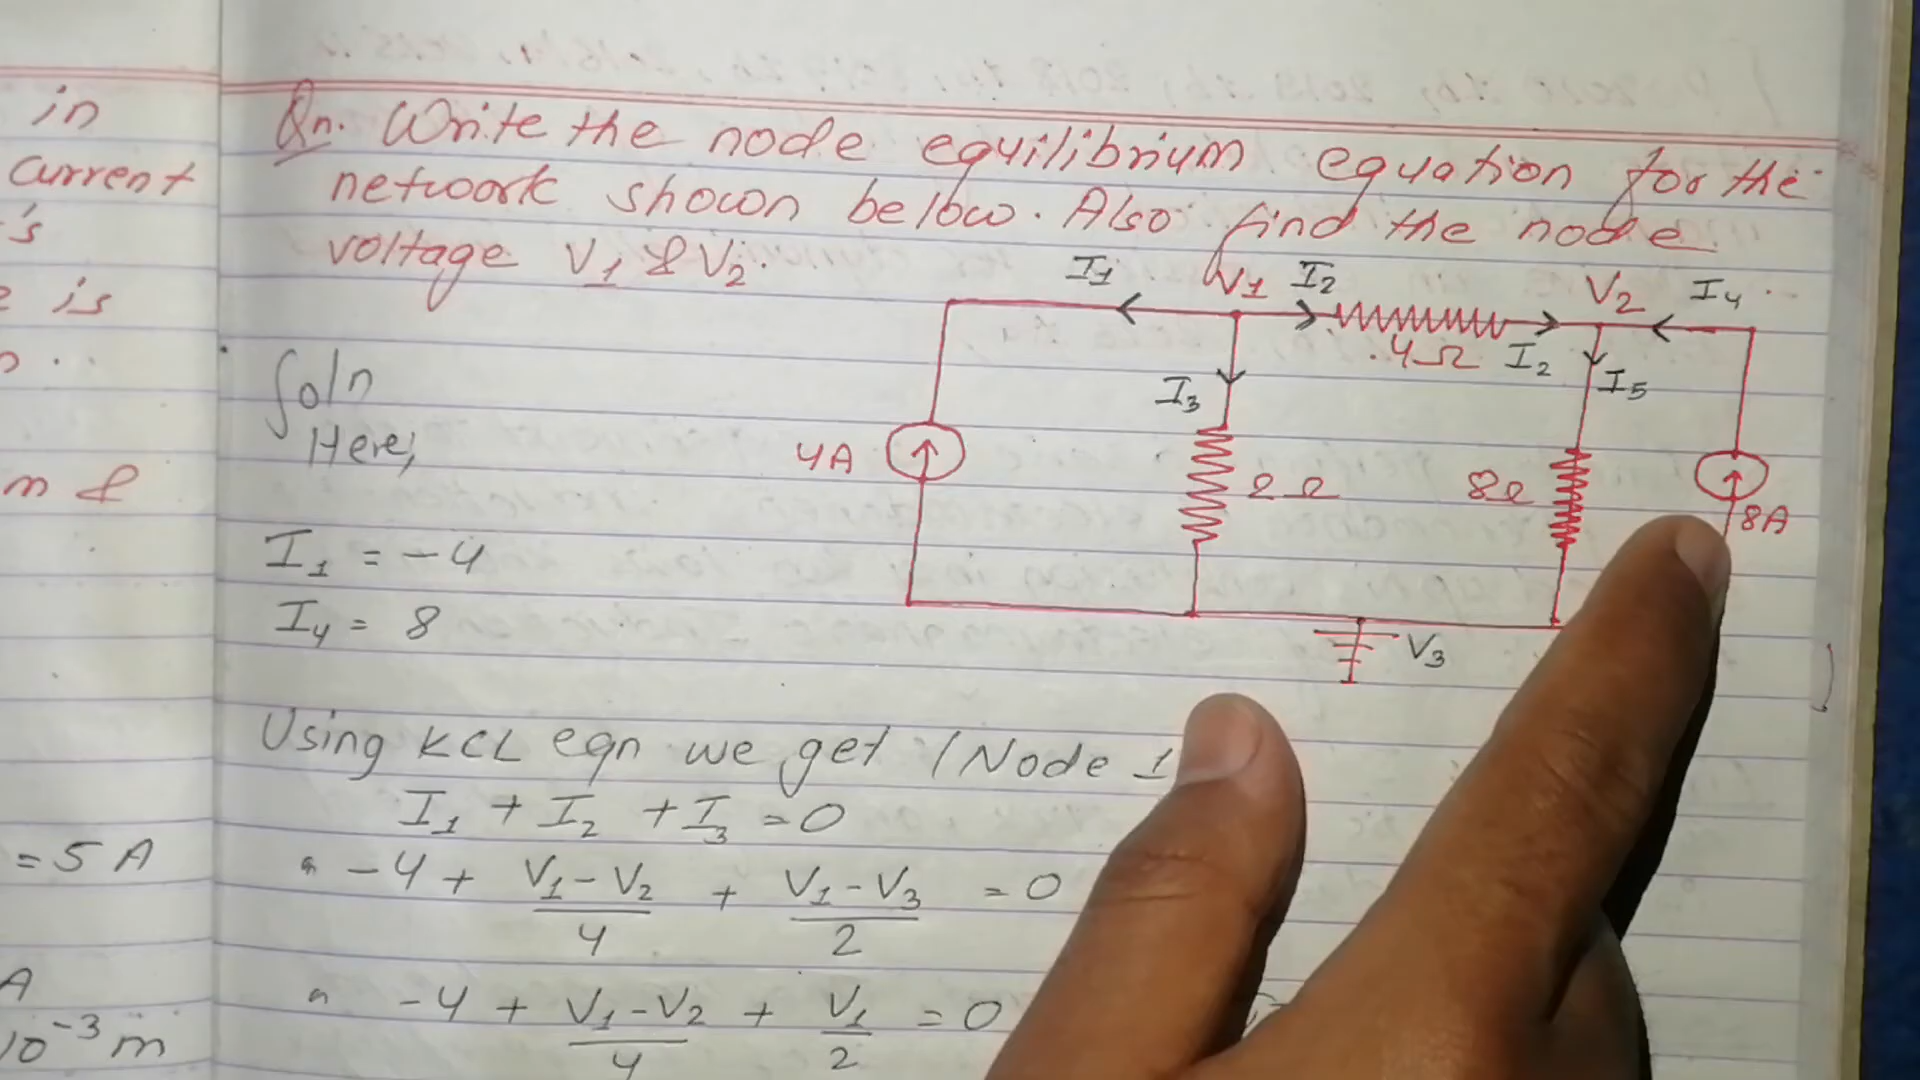 in
current
's
is
m &
= 5 A
A
10⁻³ m
Qn. Write the node equilibrium equation for the
network shown below. Also find the node
voltage V1 & V2.
I1 V1 I2 V2 I4
4Ω I2 I5
I3
4A 2Ω 8Ω 8A
V3
Soln
Here;
I1 = -4
I4 = 8
Using KCL eqn we get (Node 1
I1 + I2 + I3 = 0
-4 + (V1 - V2)/4 + (V1 - V3)/2 = 0
-4 + (V1 - V2)/4 + V1/2 = 0